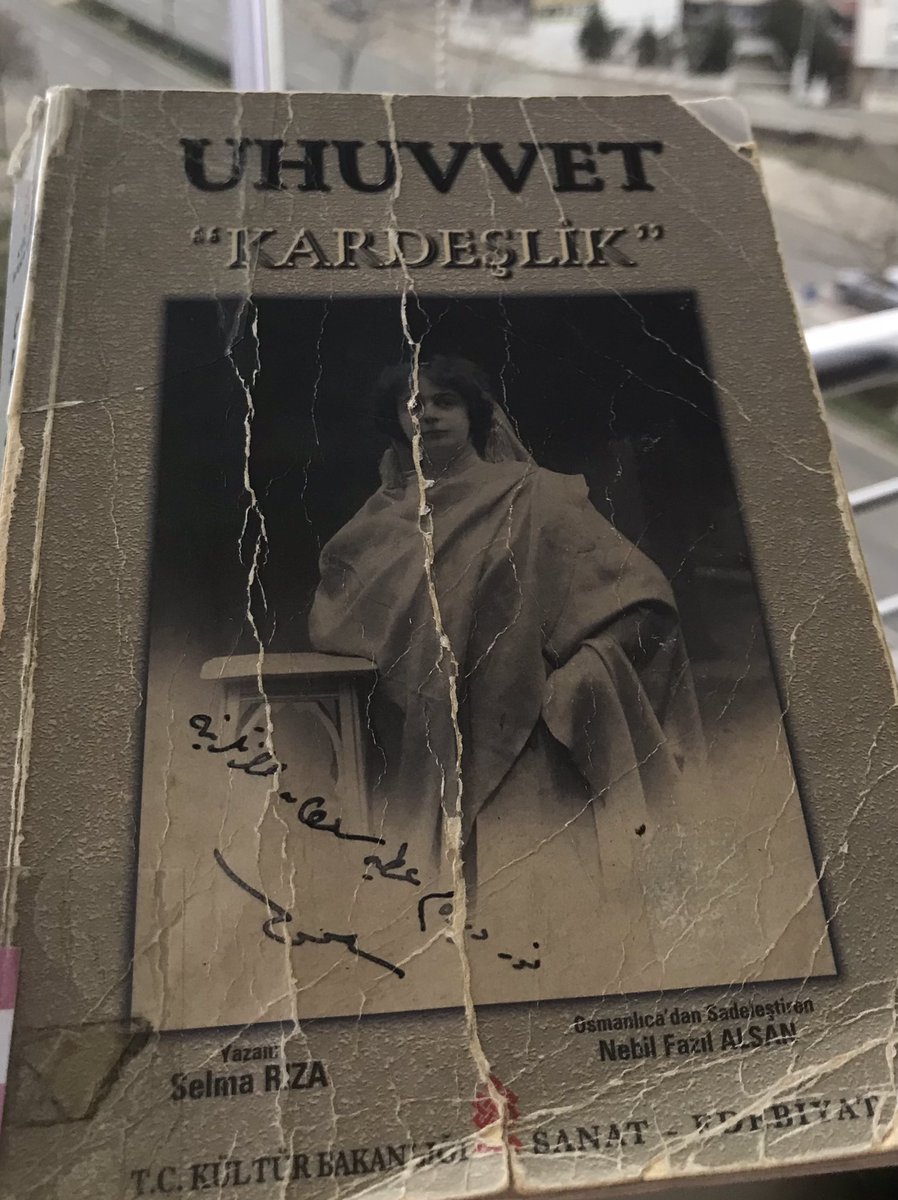 UHUVVET
“KARDEŞLİK”
Yazan:
Selma RIZA
Osmanlıca'dan Sadeleştiren
Nebil Fazıl ALSAN
T.C. KÜLTÜR BAKANLIĞI SANAT - EDEBİYAT